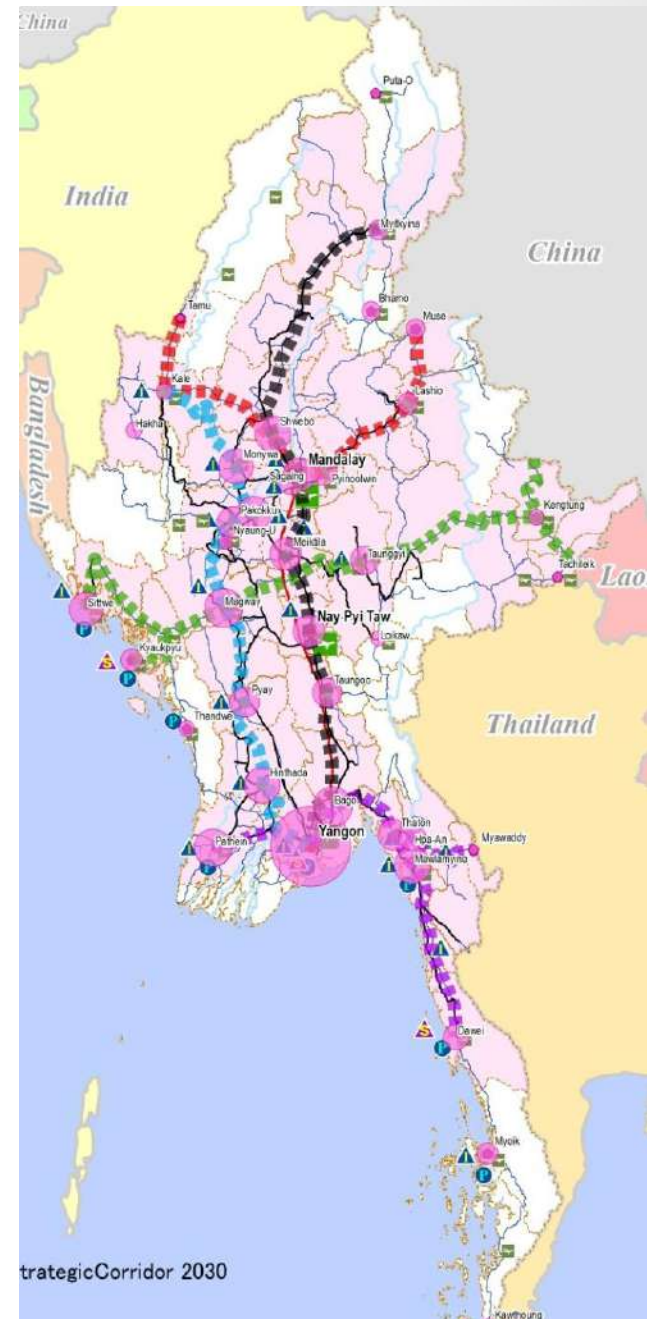 China
Puta-O
India
Myitkyina
China
Bhamo
Muse
Tamu
Bangladesh
Kale
Lashio
Hakha
Shwebo
Monywa
Mandalay
Sagaing
Pyinoolwin
Pakokku
Nyaung-U
Kengtung
Meiktila
Taunggyi
Tachileik
Lao
Sittwe
Magway
Nay Pyi Taw
Loikaw
Kyaukpyu
S
P
P
Pyay
Taungoo
P
Thandwe
Thailand
Hinthada
Bago
Yangon
Thaton
Hpa-An
Myawaddy
Pathein
P
P
S
Dawei
P
Myeik
P
trategicCorridor 2030
Kawthoung